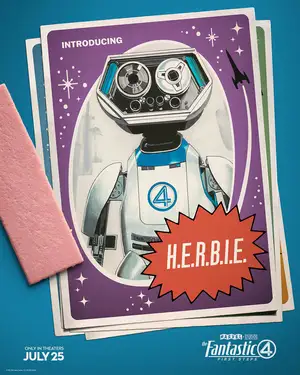 INTRODUCING
4
H.E.R.B.I.E.
ONLY IN THEATERS
JULY 25
MARVEL STUDIOS
the Fantastic 4
FIRST STEPS